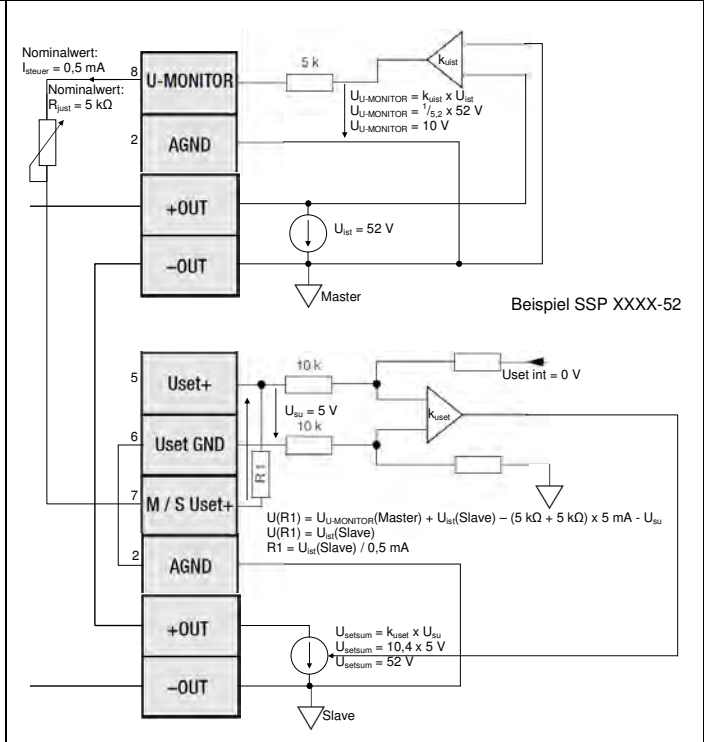 Nominalwert:
Isteuer = 0,5 mA
Nominalwert:
Rjust = 5 kΩ
8
U-MONITOR
5 k
kuist
UU-MONITOR = kuist x Uist
UU-MONITOR = 1/5,2 x 52 V
UU-MONITOR = 10 V
2
AGND
+OUT
Uist = 52 V
–OUT
Master
Beispiel SSP XXXX-52
5
Uset+
10 k
Uset int = 0 V
Usu = 5 V
kuset
6
Uset GND
10 k
R1
7
M / S Uset+
U(R1) = UU-MONITOR(Master) + Uist(Slave) – (5 kΩ + 5 kΩ) x 5 mA - Usu
U(R1) = Uist(Slave)
R1 = Uist(Slave) / 0,5 mA
2
AGND
+OUT
Usetsum = kuset x Usu
Usetsum = 10,4 x 5 V
Usetsum = 52 V
–OUT
Slave